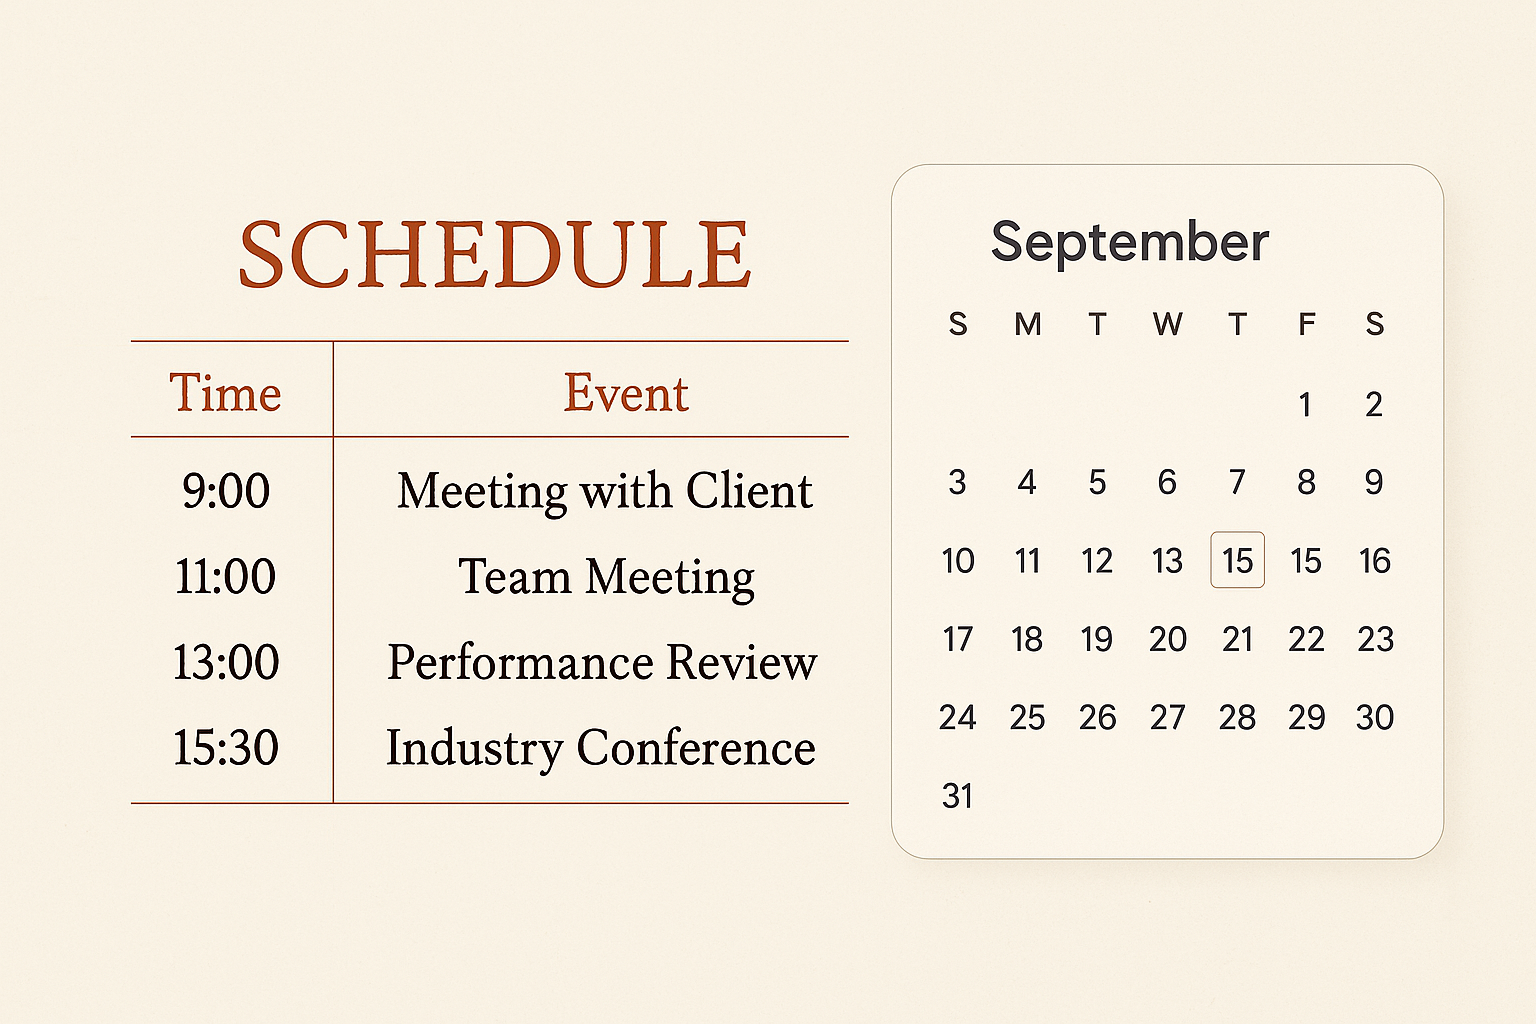 SCHEDULE
Time Event
9:00 Meeting with Client
11:00 Team Meeting
13:00 Performance Review
15:30 Industry Conference
September
S M T W T F S
1 2
3 4 5 6 7 8 9
10 11 12 13 15 15 16
17 18 19 20 21 22 23
24 25 26 27 28 29 30
31